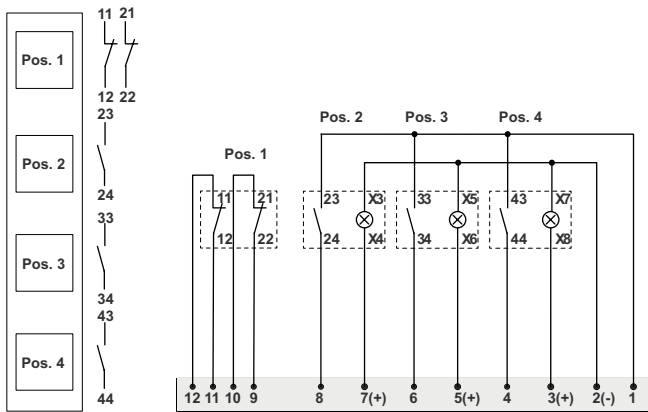 11 21
Pos. 1
12 22
23
Pos. 2
24
33
Pos. 3
34
43
Pos. 4
44
Pos. 2 Pos. 3 Pos. 4
Pos. 1
11 21 23 X3 33 X5 43 X7
12 22 24 X4 34 X6 44 X8
12 11 10 9 8 7(+) 6 5(+) 4 3(+) 2(-) 1